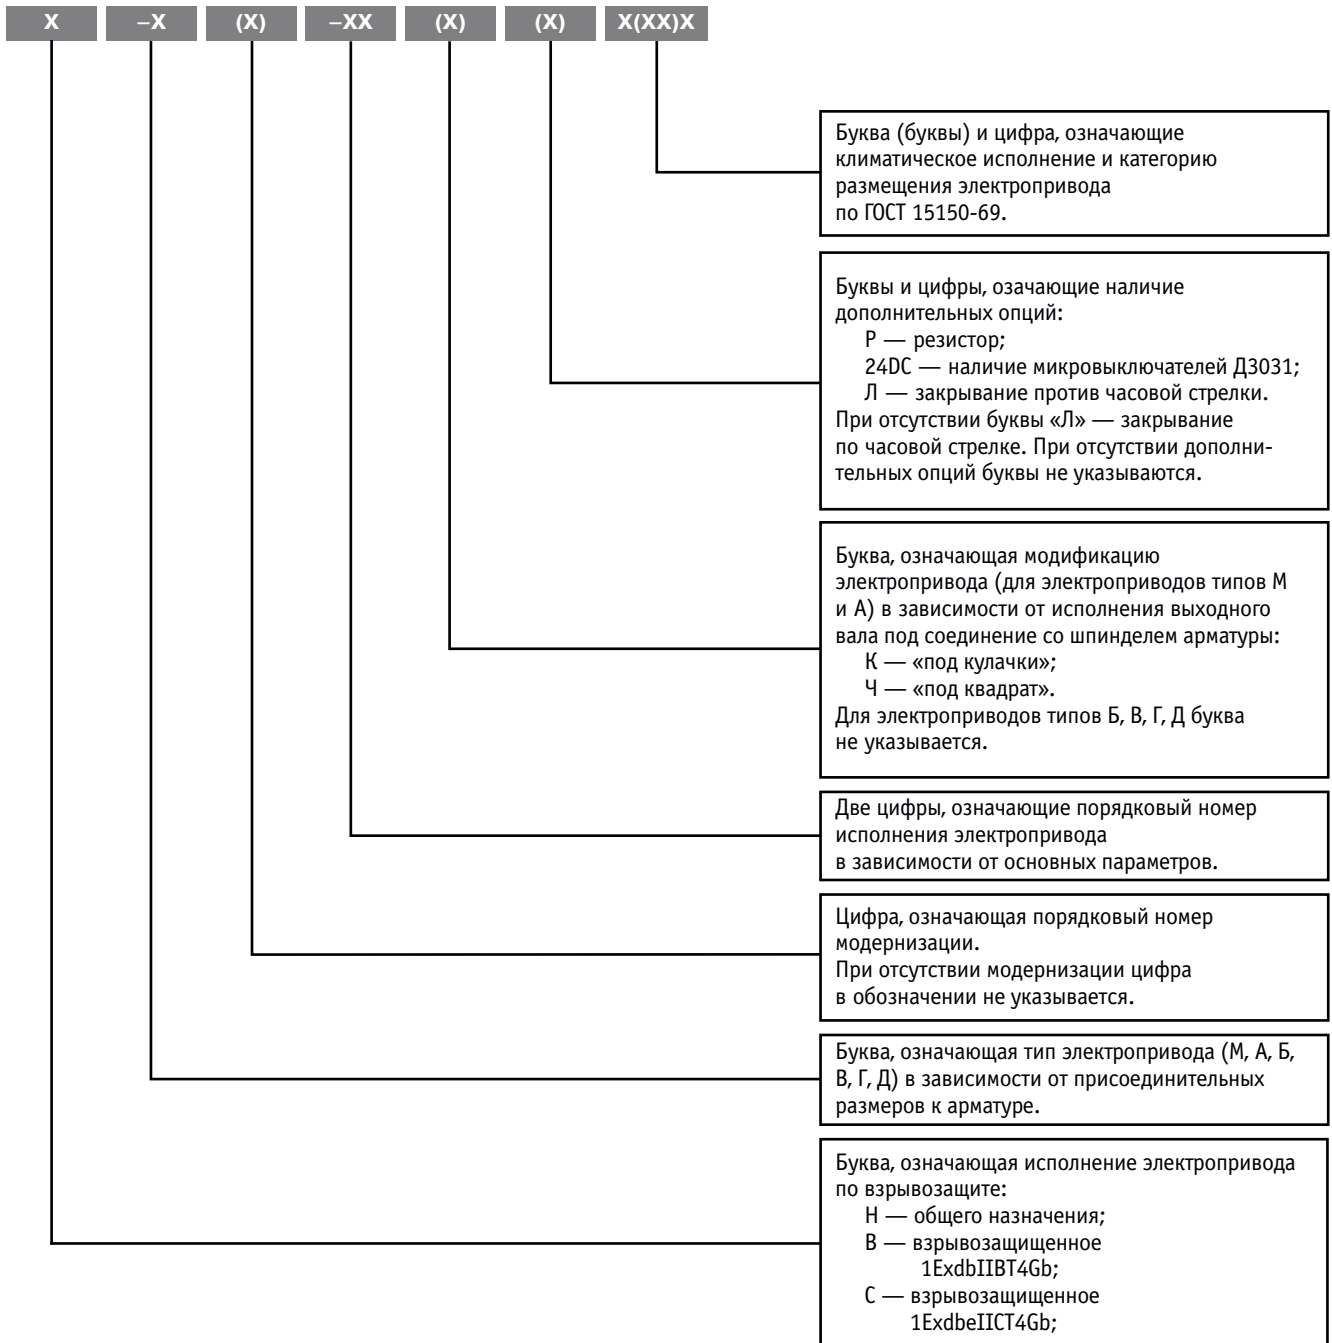 X –X (X) –XX (X) (X) X(XX)X
Буква (буквы) и цифра, означающие
климатическое исполнение и категорию
размещения электропривода
по ГОСТ 15150-69.
Буквы и цифры, озачающие наличие
дополнительных опций:
Р — резистор;
24DC — наличие микровыключателей Д3031;
Л — закрывание против часовой стрелки.
При отсутствии буквы «Л» — закрывание
по часовой стрелке. При отсутствии дополни-
тельных опций буквы не указываются.
Буква, означающая модификацию
электропривода (для электроприводов типов М
и А) в зависимости от исполнения выходного
вала под соединение со шпинделем арматуры:
К — «под кулачки»;
Ч — «под квадрат».
Для электроприводов типов Б, В, Г, Д буква
не указывается.
Две цифры, означающие порядковый номер
исполнения электропривода
в зависимости от основных параметров.
Цифра, означающая порядковый номер
модернизации.
При отсутствии модернизации цифра
в обозначении не указывается.
Буква, означающая тип электропривода (М, А, Б,
В, Г, Д) в зависимости от присоединительных
размеров к арматуре.
Буква, означающая исполнение электропривода
по взрывозащите:
Н — общего назначения;
В — взрывозащищенное
1ExdbIIBT4Gb;
С — взрывозащищенное
1ExdbeIICT4Gb;